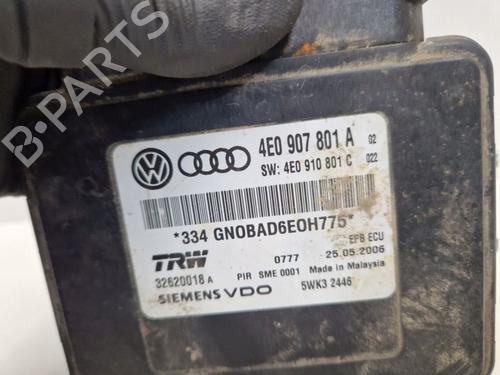 4E0 907 801 A 02
SW: 4E0 910 801 C 022
*334 GNOBAD6E0H775*
EPB ECU
TRW 0777 25.05.2006
32620018 A PIR SME 0001 Made in Malaysia
SIEMENS VDO 5WK3 2446
B PARTS